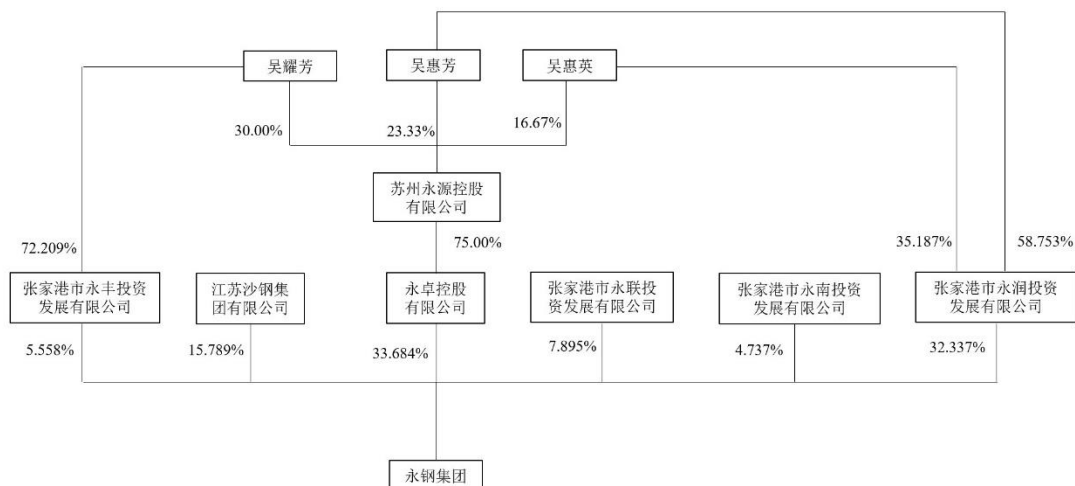 吴耀芳
吴惠芳
吴惠英
30.00%
23.33%
16.67%
苏州永源控股
有限公司
72.209%
75.00%
35.187%
58.753%
张家港市永丰投资
发展有限公司
江苏沙钢集
团有限公司
永卓控股
有限公司
张家港市永联投
资发展有限公司
张家港市永南投资
发展有限公司
张家港市永润投资
发展有限公司
5.558%
15.789%
33.684%
7.895%
4.737%
32.337%
永钢集团